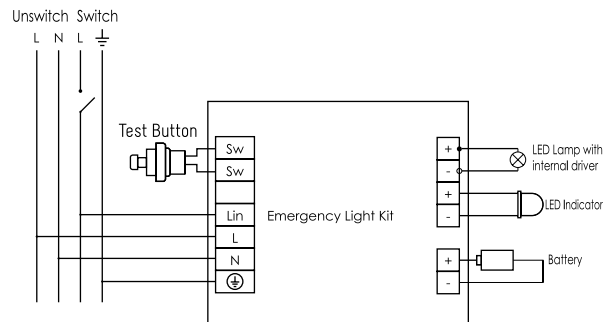 Unswitch Switch
L N L
Test Button
Sw
Sw
Lin
L
N
Emergency Light Kit
+
-
+
-
+
-
LED Lamp with
internal driver
LED Indicator
Battery